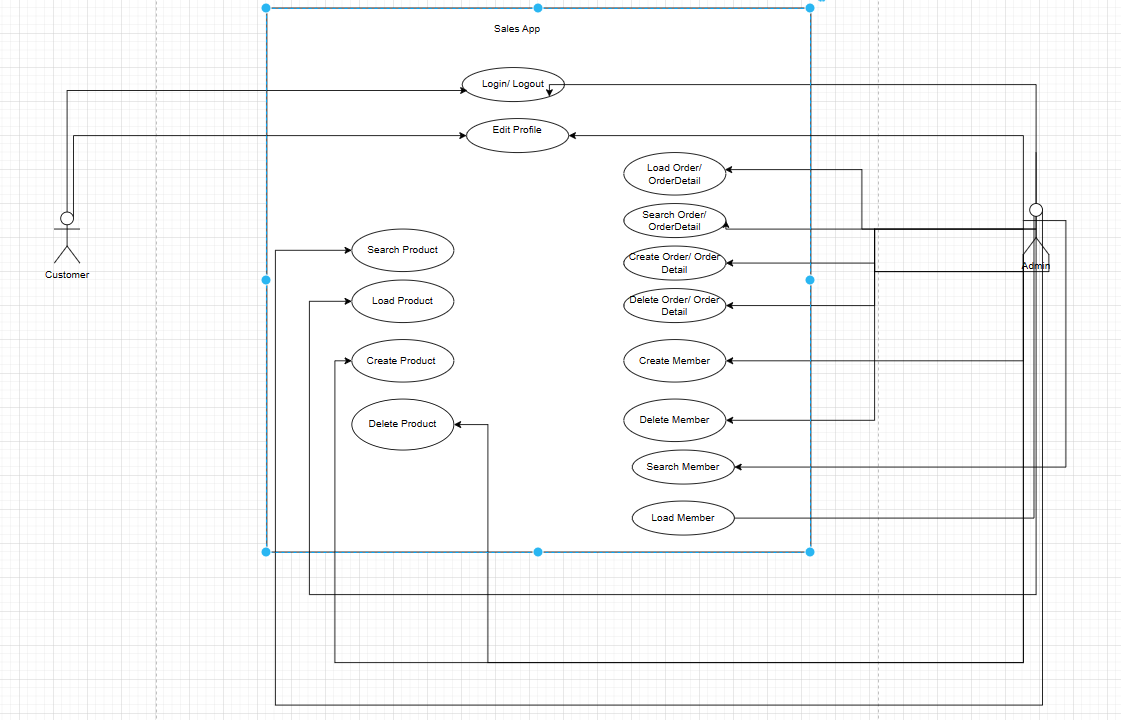 Sales App
Login/ Logout
Edit Profile
Load Order/
OrderDetail
Search Order/
OrderDetail
Search Product
Create Order/ Order
Detail
Customer
Admin
Load Product
Delete Order/ Order
Detail
Create Product
Create Member
Delete Product
Delete Member
Search Member
Load Member